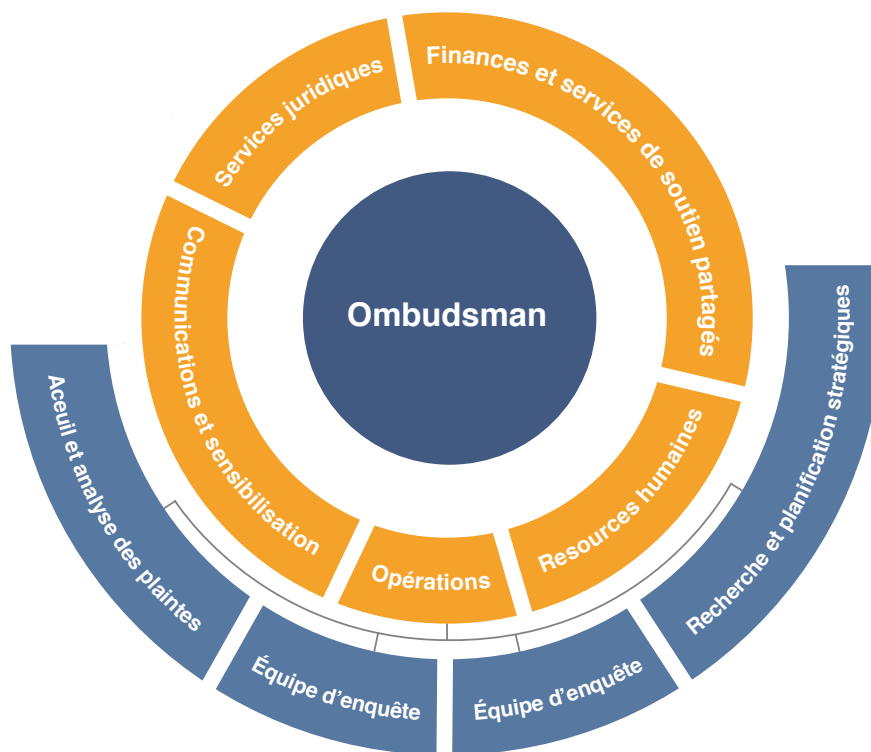 Services juridiques
Finances et services de soutien partagés
Ombudsman
Communications et sensibilisation
Resources humaines
Opérations
Aceuil et analyse des plaintes
Équipe d’enquête
Équipe d’enquête
Recherche et planification stratégiques